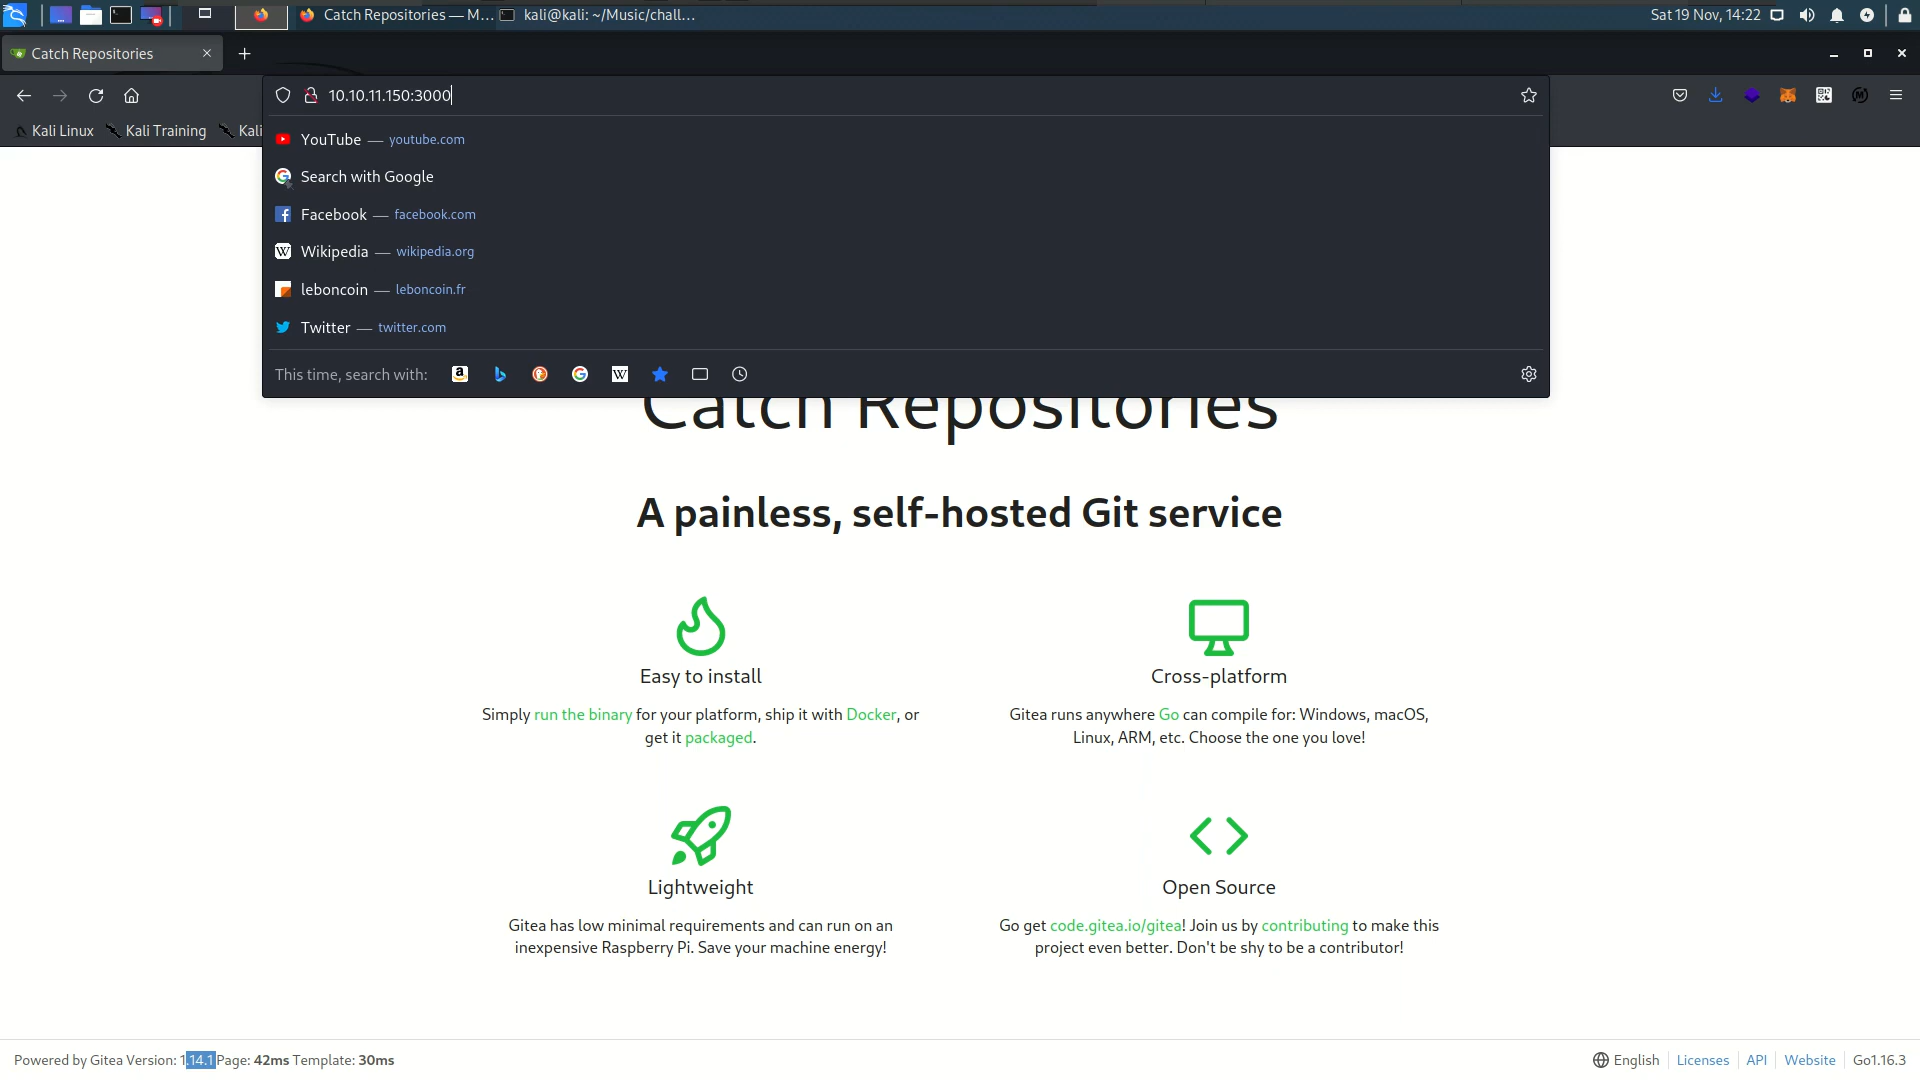 Catch Repositories — M...
kali@kali: ~/Music/chall...
Sat 19 Nov, 14:22
Catch Repositories
10.10.11.150:3000
Kali Linux
Kali Training
Kali
YouTube — youtube.com
Search with Google
Facebook — facebook.com
Wikipedia — wikipedia.org
leboncoin — leboncoin.fr
Twitter — twitter.com
This time, search with:
Catch Repositories
A painless, self-hosted Git service
Easy to install
Simply run the binary for your platform, ship it with Docker, or
get it packaged.
Cross-platform
Gitea runs anywhere Go can compile for: Windows, macOS,
Linux, ARM, etc. Choose the one you love!
Lightweight
Gitea has low minimal requirements and can run on an
inexpensive Raspberry Pi. Save your machine energy!
Open Source
Go get code.gitea.io/gitea! Join us by contributing to make this
project even better. Don't be shy to be a contributor!
Powered by Gitea Version: 1.14.1 Page: 42ms Template: 30ms
English
Licenses
API
Website
Go1.16.3